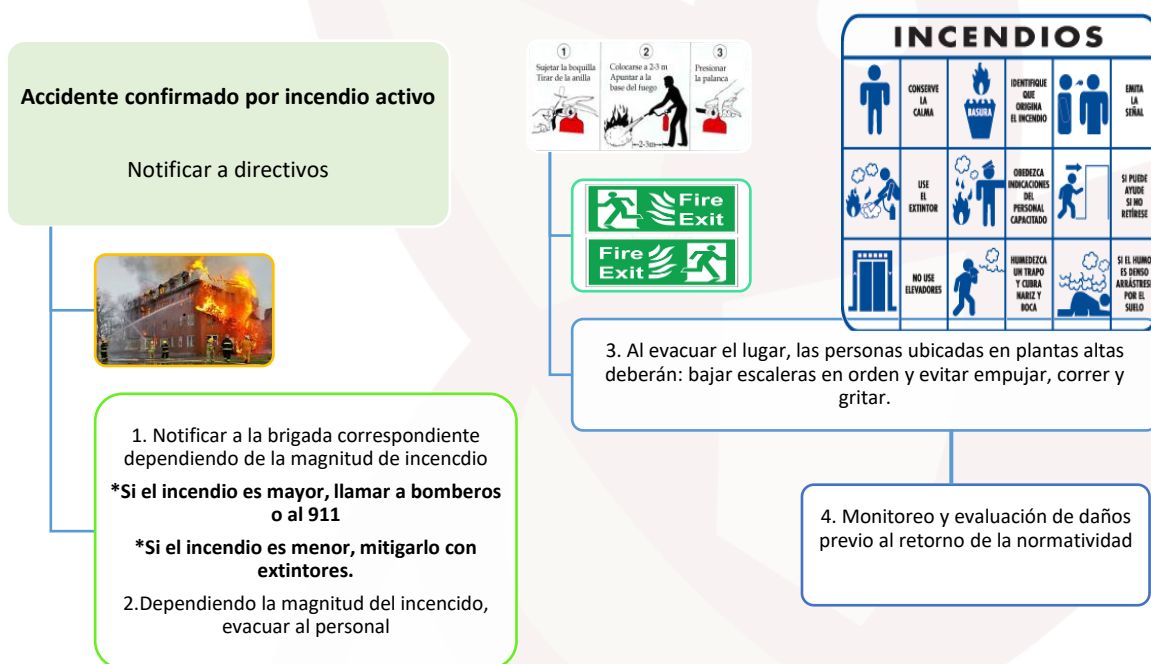 Accidente confirmado por incendio activo
Notificar a directivos
1. Notificar a la brigada correspondiente
dependiendo de la magnitud de incencdio
*Si el incendio es mayor, llamar a bomberos
o al 911
*Si el incendio es menor, mitigarlo con
extintores.
2.Dependiendo la magnitud del incencido,
evacuar al personal
1
Sujetar la boquilla
Tirar de la anilla
2
Colocarse a 2-3 m
Apuntar a la
base del fuego
2-3m
3
Presionar
la palanca
Fire
Exit
Fire
Exit
INCENDIOS
CONSERVE
LA
CALMA
BASURA
IDENTIFIQUE
QUE
ORIGINA
EL INCENDIO
EMITA
LA
SEÑAL
USE
EL
EXTINTOR
OBEDEZCA
INDICACIONES
DEL
PERSONAL
CAPACITADO
SI PUEDE
AYUDE
SI NO
RETÍRESE
NO USE
ELEVADORES
HUMEDEZCA
UN TRAPO
Y CUBRA
NARIZ Y
BOCA
SI EL HUMO
ES DENSO
ARRÁSTRESE
POR EL
SUELO
3. Al evacuar el lugar, las personas ubicadas en plantas altas
deberán: bajar escaleras en orden y evitar empujar, correr y
gritar.
4. Monitoreo y evaluación de daños
previo al retorno de la normatividad